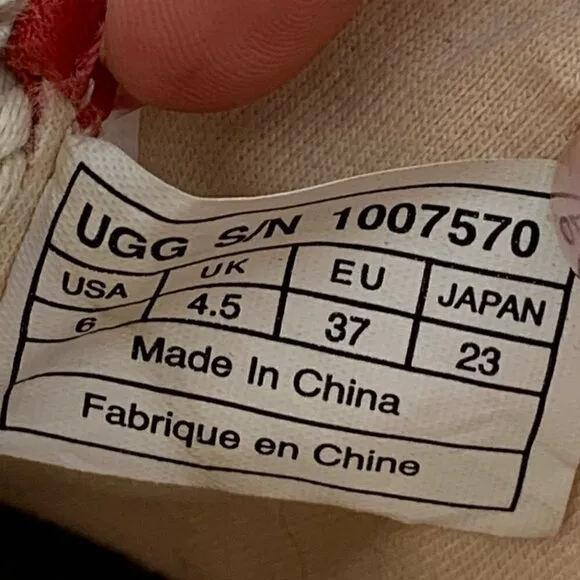 UGG S/N 1007570
USA UK EU JAPAN
6 4.5 37 23
Made In China
Fabrique en Chine